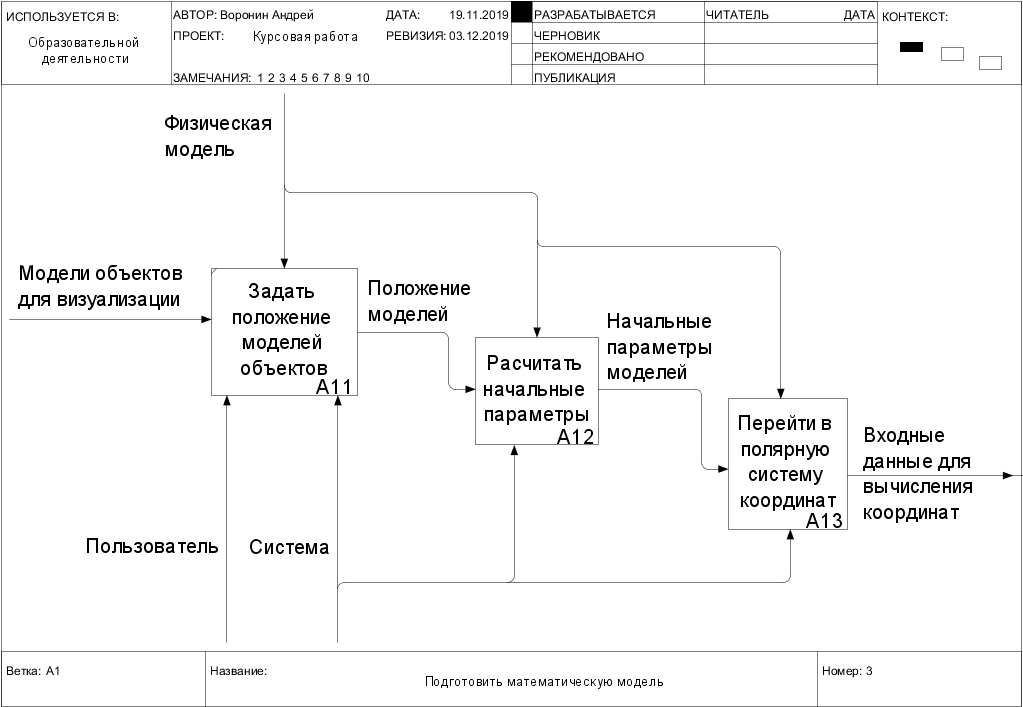 ИСПОЛЬЗУЕТСЯ В:
Образовательной
деятельности
АВТОР: Воронин Андрей
ДАТА: 19.11.2019
ПРОЕКТ: Курсовая работа
РЕВИЗИЯ: 03.12.2019
ЗАМЕЧАНИЯ: 1 2 3 4 5 6 7 8 9 10
РАЗРАБАТЫВАЕТСЯ
ЧЕРНОВИК
РЕКОМЕНДОВАНО
ПУБЛИКАЦИЯ
ЧИТАТЕЛЬ ДАТА
КОНТЕКСТ:
Физическая
модель
Модели объектов
для визуализации
Задать
положение
моделей
объектов
A11
Положение
моделей
Расчитать
начальные
параметры
A12
Начальные
параметры
моделей
Перейти в
полярную
систему
координат
A13
Входные
данные для
вычисления
координат
Пользователь
Система
Ветка: A1
Название:
Подготовить математическую модель
Номер: 3